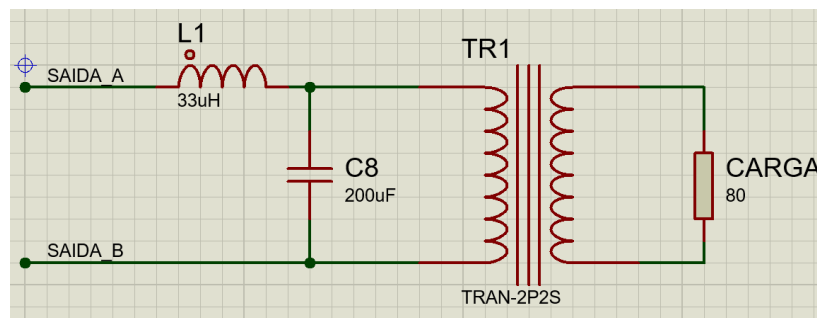 L1
TR1
SAIDA_A
33uH
C8
200uF
CARGA
80
SAIDA_B
TRAN-2P2S